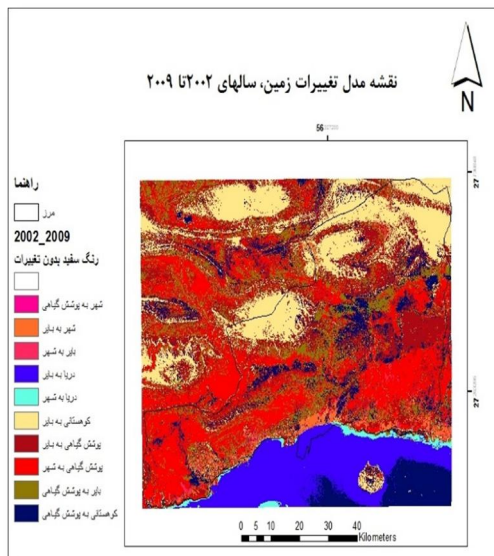 نقشه مدل تغییرات زمین، سالهای ۲۰۰۲تا ۲۰۰۹
N
56
27
27
راهنما
مرز
2002_2009
رنگ سفید بدون تغییرات
شهر به پوشش گیاهی
شهر به بایر
بایر به شهر
دریا به بایر
دریا به شهر
کوهستانی به بایر
پوشش گیاهی به بایر
پوشش گیاهی به شهر
بایر به پوشش گیاهی
کوهستانی به پوشش گیاهی
0 5 10 20 30 40
Kilometers